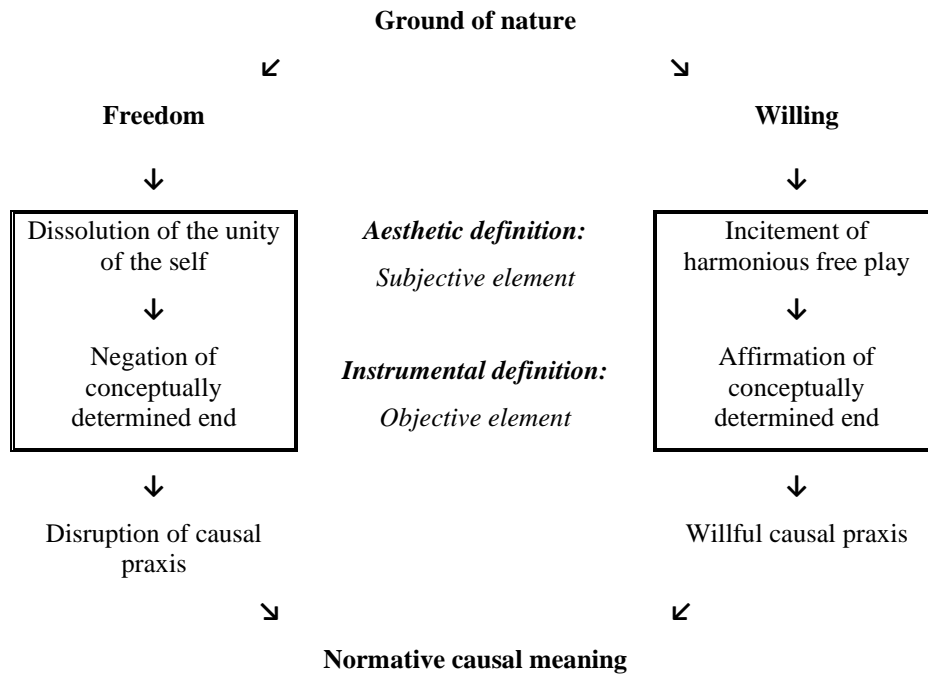 Ground of nature
↙ ↘
Freedom Willing
↓ ↓
Dissolution of the unity Aesthetic definition: Incitement of
of the self Subjective element harmonious free play
↓ ↓
Negation of Instrumental definition: Affirmation of
conceptually Objective element conceptually
determined end determined end
↓ ↓
Disruption of causal Willful causal praxis
praxis
↘ ↙
Normative causal meaning